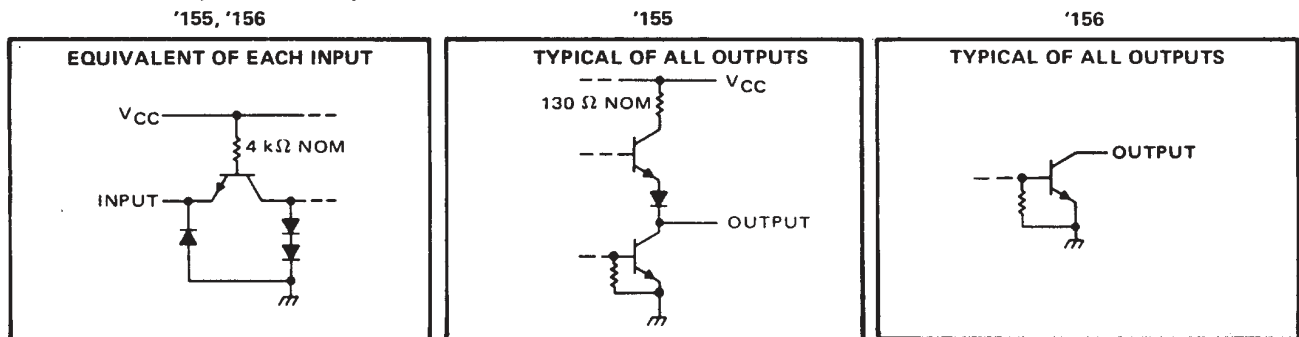 '155, '156
'155
'156
EQUIVALENT OF EACH INPUT
VCC
4 kΩ NOM
INPUT
TYPICAL OF ALL OUTPUTS
VCC
130 Ω NOM
OUTPUT
TYPICAL OF ALL OUTPUTS
OUTPUT